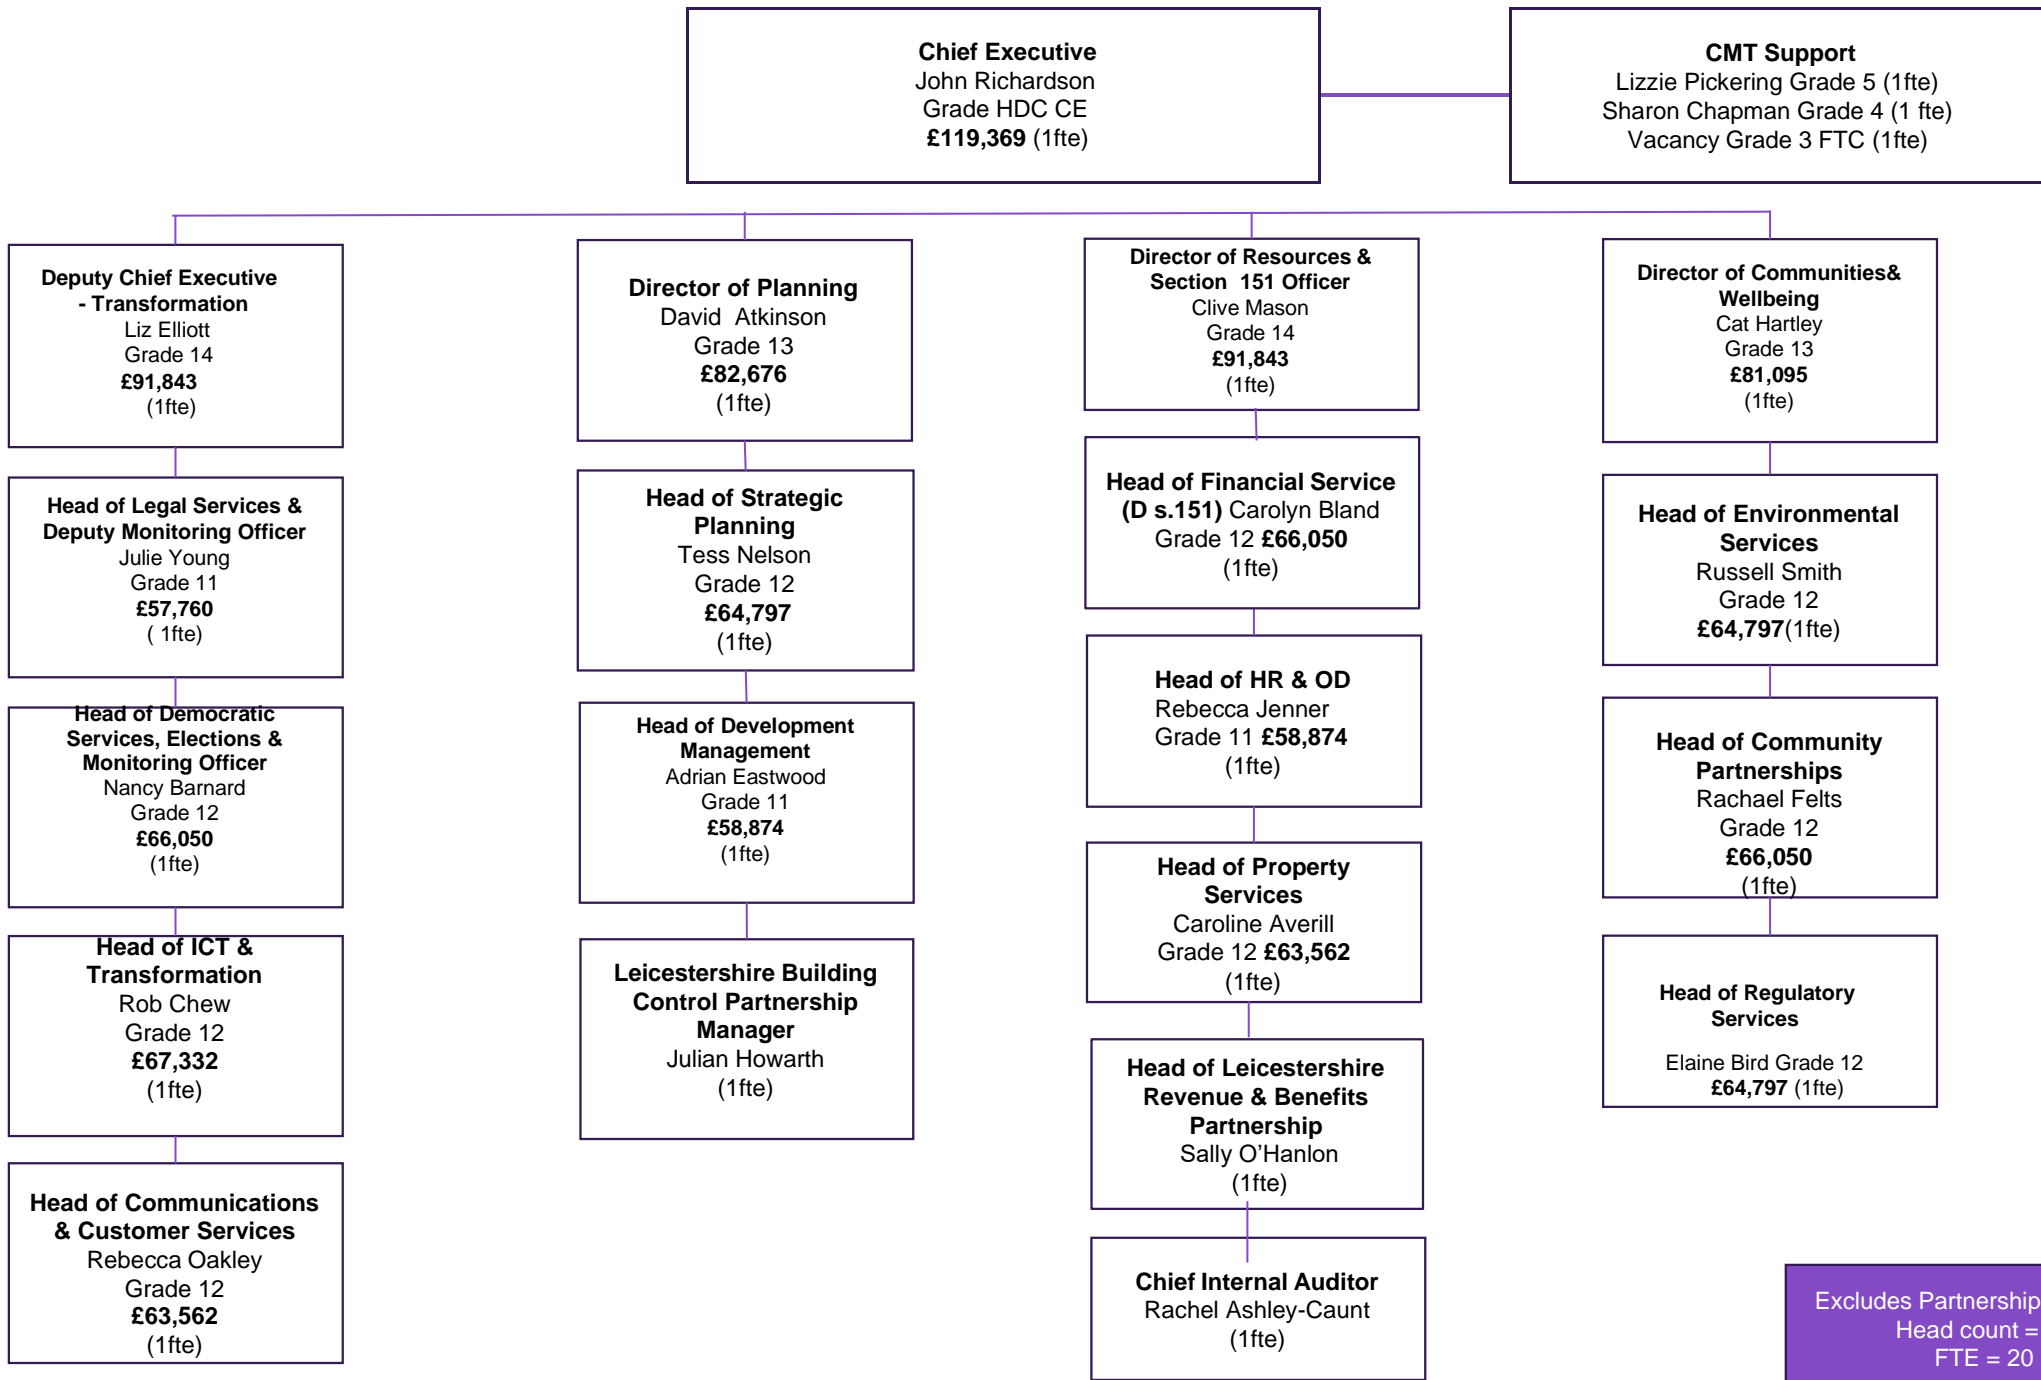 Chief Executive
John Richardson
Grade HDC CE
£119,369 (1fte)
CMT Support
Lizzie Pickering Grade 5 (1fte)
Sharon Chapman Grade 4 (1 fte)
Vacancy Grade 3 FTC (1fte)
Deputy Chief Executive
- Transformation
Liz Elliott
Grade 14
£91,843
(1fte)
Head of Legal Services &
Deputy Monitoring Officer
Julie Young
Grade 11
£57,760
( 1fte)
Head of Democratic
Services, Elections &
Monitoring Officer
Nancy Barnard
Grade 12
£66,050
(1fte)
Head of ICT &
Transformation
Rob Chew
Grade 12
£67,332
(1fte)
Head of Communications
& Customer Services
Rebecca Oakley
Grade 12
£63,562
(1fte)
Director of Planning
David Atkinson
Grade 13
£82,676
(1fte)
Head of Strategic
Planning
Tess Nelson
Grade 12
£64,797
(1fte)
Head of Development
Management
Adrian Eastwood
Grade 11
£58,874
(1fte)
Leicestershire Building
Control Partnership
Manager
Julian Howarth
(1fte)
Director of Resources &
Section 151 Officer
Clive Mason
Grade 14
£91,843
(1fte)
Head of Financial Service
(D s.151) Carolyn Bland
Grade 12 £66,050
(1fte)
Head of HR & OD
Rebecca Jenner
Grade 11 £58,874
(1fte)
Head of Property
Services
Caroline Averill
Grade 12 £63,562
(1fte)
Head of Leicestershire
Revenue & Benefits
Partnership
Sally O’Hanlon
(1fte)
Chief Internal Auditor
Rachel Ashley-Caunt
(1fte)
Director of Communities&
Wellbeing
Cat Hartley
Grade 13
£81,095
(1fte)
Head of Environmental
Services
Russell Smith
Grade 12
£64,797(1fte)
Head of Community
Partnerships
Rachael Felts
Grade 12
£66,050
(1fte)
Head of Regulatory
Services
Elaine Bird Grade 12
£64,797 (1fte)
Excludes Partnership
Head count =
FTE = 20